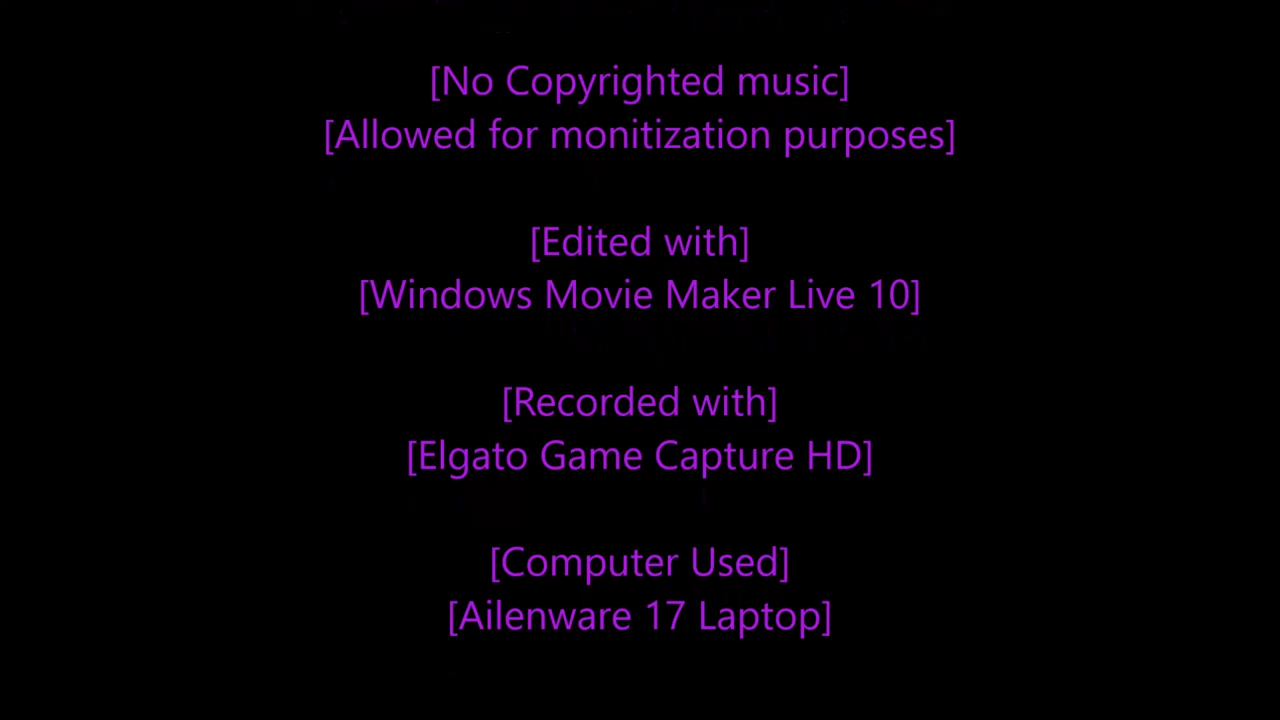 [No Copyrighted music]
[Allowed for monitization purposes]
[Edited with]
[Windows Movie Maker Live 10]
[Recorded with]
[Elgato Game Capture HD]
[Computer Used]
[Ailenware 17 Laptop]